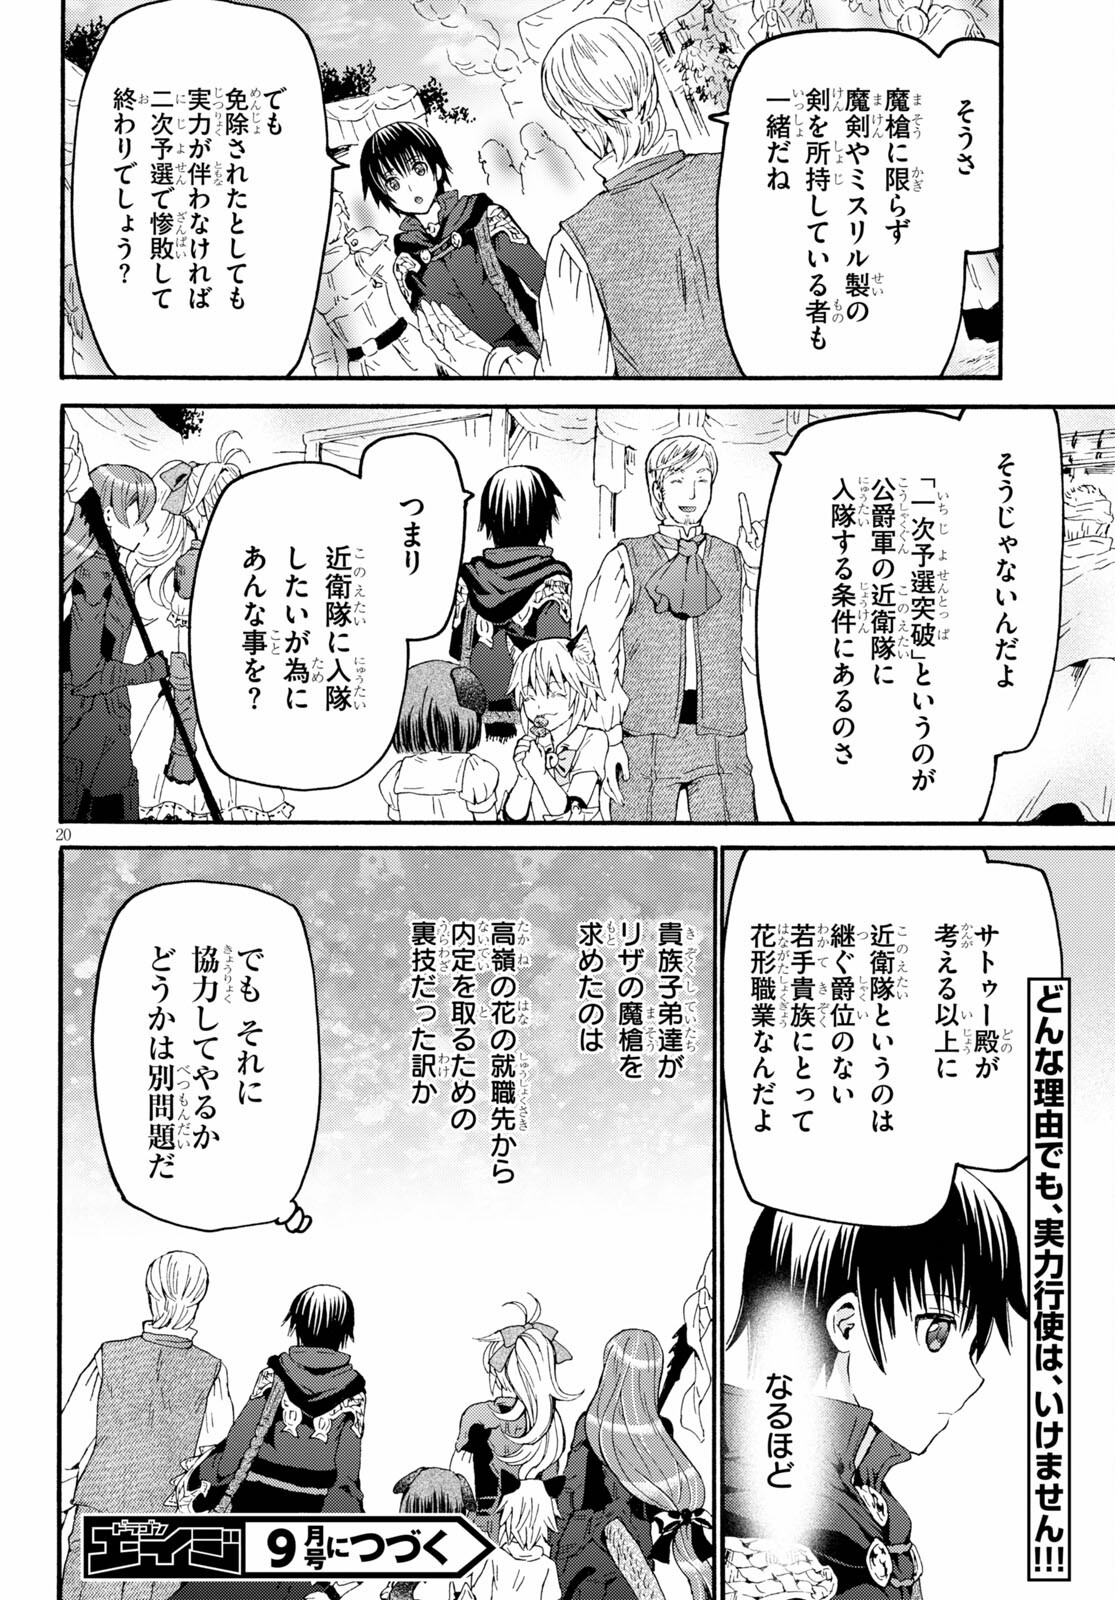 そうさ
魔槍に限らず
魔剣やミスリル製の
剣を所持している者も
一緒だね
でも
免除されたとしても
実力が伴わなければ
二次予選で惨敗して
終わりでしょう？
そうじゃないんだよ
「一次予選突破」というのが
公爵軍の近衛隊に
入隊する条件にあるのさ
つまり
近衛隊に入隊
したいが為に
あんな事を？
20
サトゥー殿が
考える以上に
近衛隊というのは
継ぐ爵位のない
若手貴族にとって
花形職業なんだよ
なるほど
貴族子弟達が
リザの魔槍を
求めたのは
高嶺の花の就職先から
内定を取るための
裏技だった訳か
でも それに
協力してやるか
どうかは別問題だ
どんな理由でも、実力行使は、いけません!!!
ドラゴンエイジ
9月号につづく